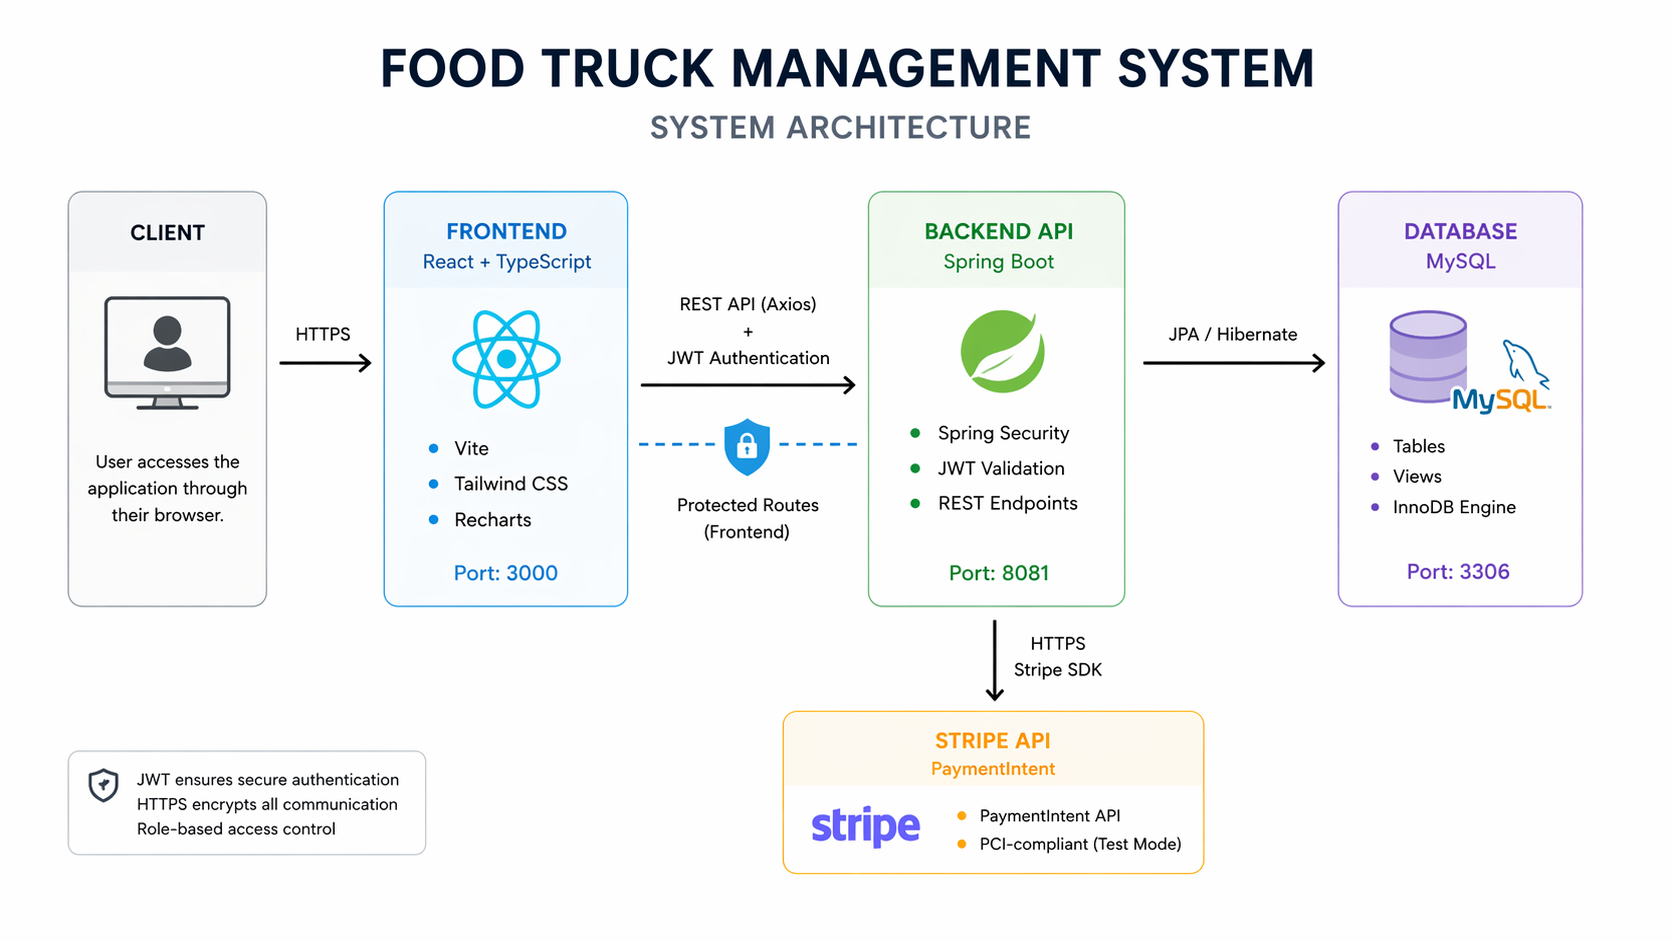 FOOD TRUCK MANAGEMENT SYSTEM
SYSTEM ARCHITECTURE
CLIENT
User accesses the
application through
their browser.
HTTPS
FRONTEND
React + TypeScript
Vite
Tailwind CSS
Recharts
Port: 3000
REST API (Axios)
+
JWT Authentication
Protected Routes
(Frontend)
BACKEND API
Spring Boot
Spring Security
JWT Validation
REST Endpoints
Port: 8081
JPA / Hibernate
DATABASE
MySQL
MySQL™
Tables
Views
InnoDB Engine
Port: 3306
HTTPS
Stripe SDK
STRIPE API
PaymentIntent
stripe
PaymentIntent API
PCI-compliant (Test Mode)
JWT ensures secure authentication
HTTPS encrypts all communication
Role-based access control